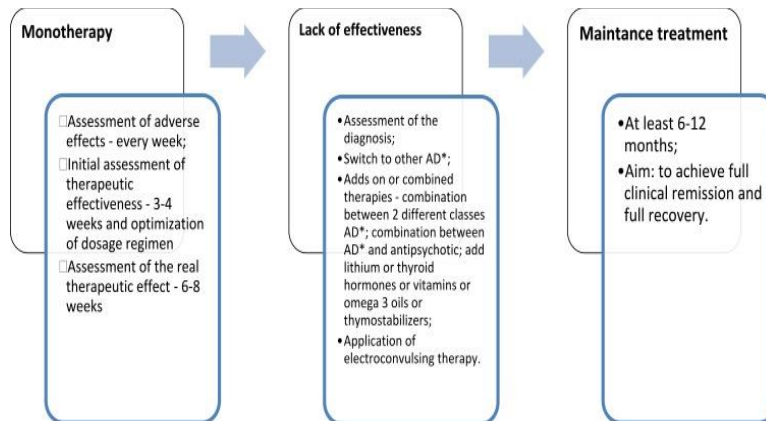 Monotherapy
□Assessment of adverse
effects - every week;
□Initial assessment of
therapeutic
effectiveness - 3-4
weeks and optimization
of dosage regimen
□Assessment of the real
therapeutic effect - 6-8
weeks
Lack of effectiveness
•Assessment of the
diagnosis;
•Switch to other AD*;
•Adds on or combined
therapies - combination
between 2 different classes
AD*; combination between
AD* and antipsychotic; add
lithium or thyroid
hormones or vitamins or
omega 3 oils or
thymostabilizers;
•Application of
electroconvulsing therapy.
Maintance treatment
•At least 6-12
months;
•Aim: to achieve full
clinical remission and
full recovery.